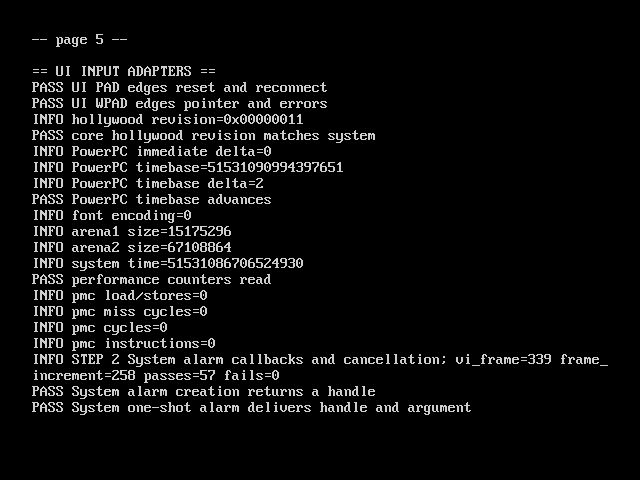 -- page 5 --
== UI INPUT ADAPTERS ==
PASS UI PAD edges reset and reconnect
PASS UI WPAD edges pointer and errors
INFO hollywood revision=0x00000011
PASS core hollywood revision matches system
INFO PowerPC immediate delta=0
INFO PowerPC timebase=51531090994397651
INFO PowerPC timebase delta=2
PASS PowerPC timebase advances
INFO font encoding=0
INFO arena1 size=15175296
INFO arena2 size=67108864
INFO system time=51531086706524930
PASS performance counters read
INFO pmc load/stores=0
INFO pmc miss cycles=0
INFO pmc cycles=0
INFO pmc instructions=0
INFO STEP 2 System alarm callbacks and cancellation; vi_frame=339 frame_
increment=258 passes=57 fails=0
PASS System alarm creation returns a handle
PASS System one-shot alarm delivers handle and argument